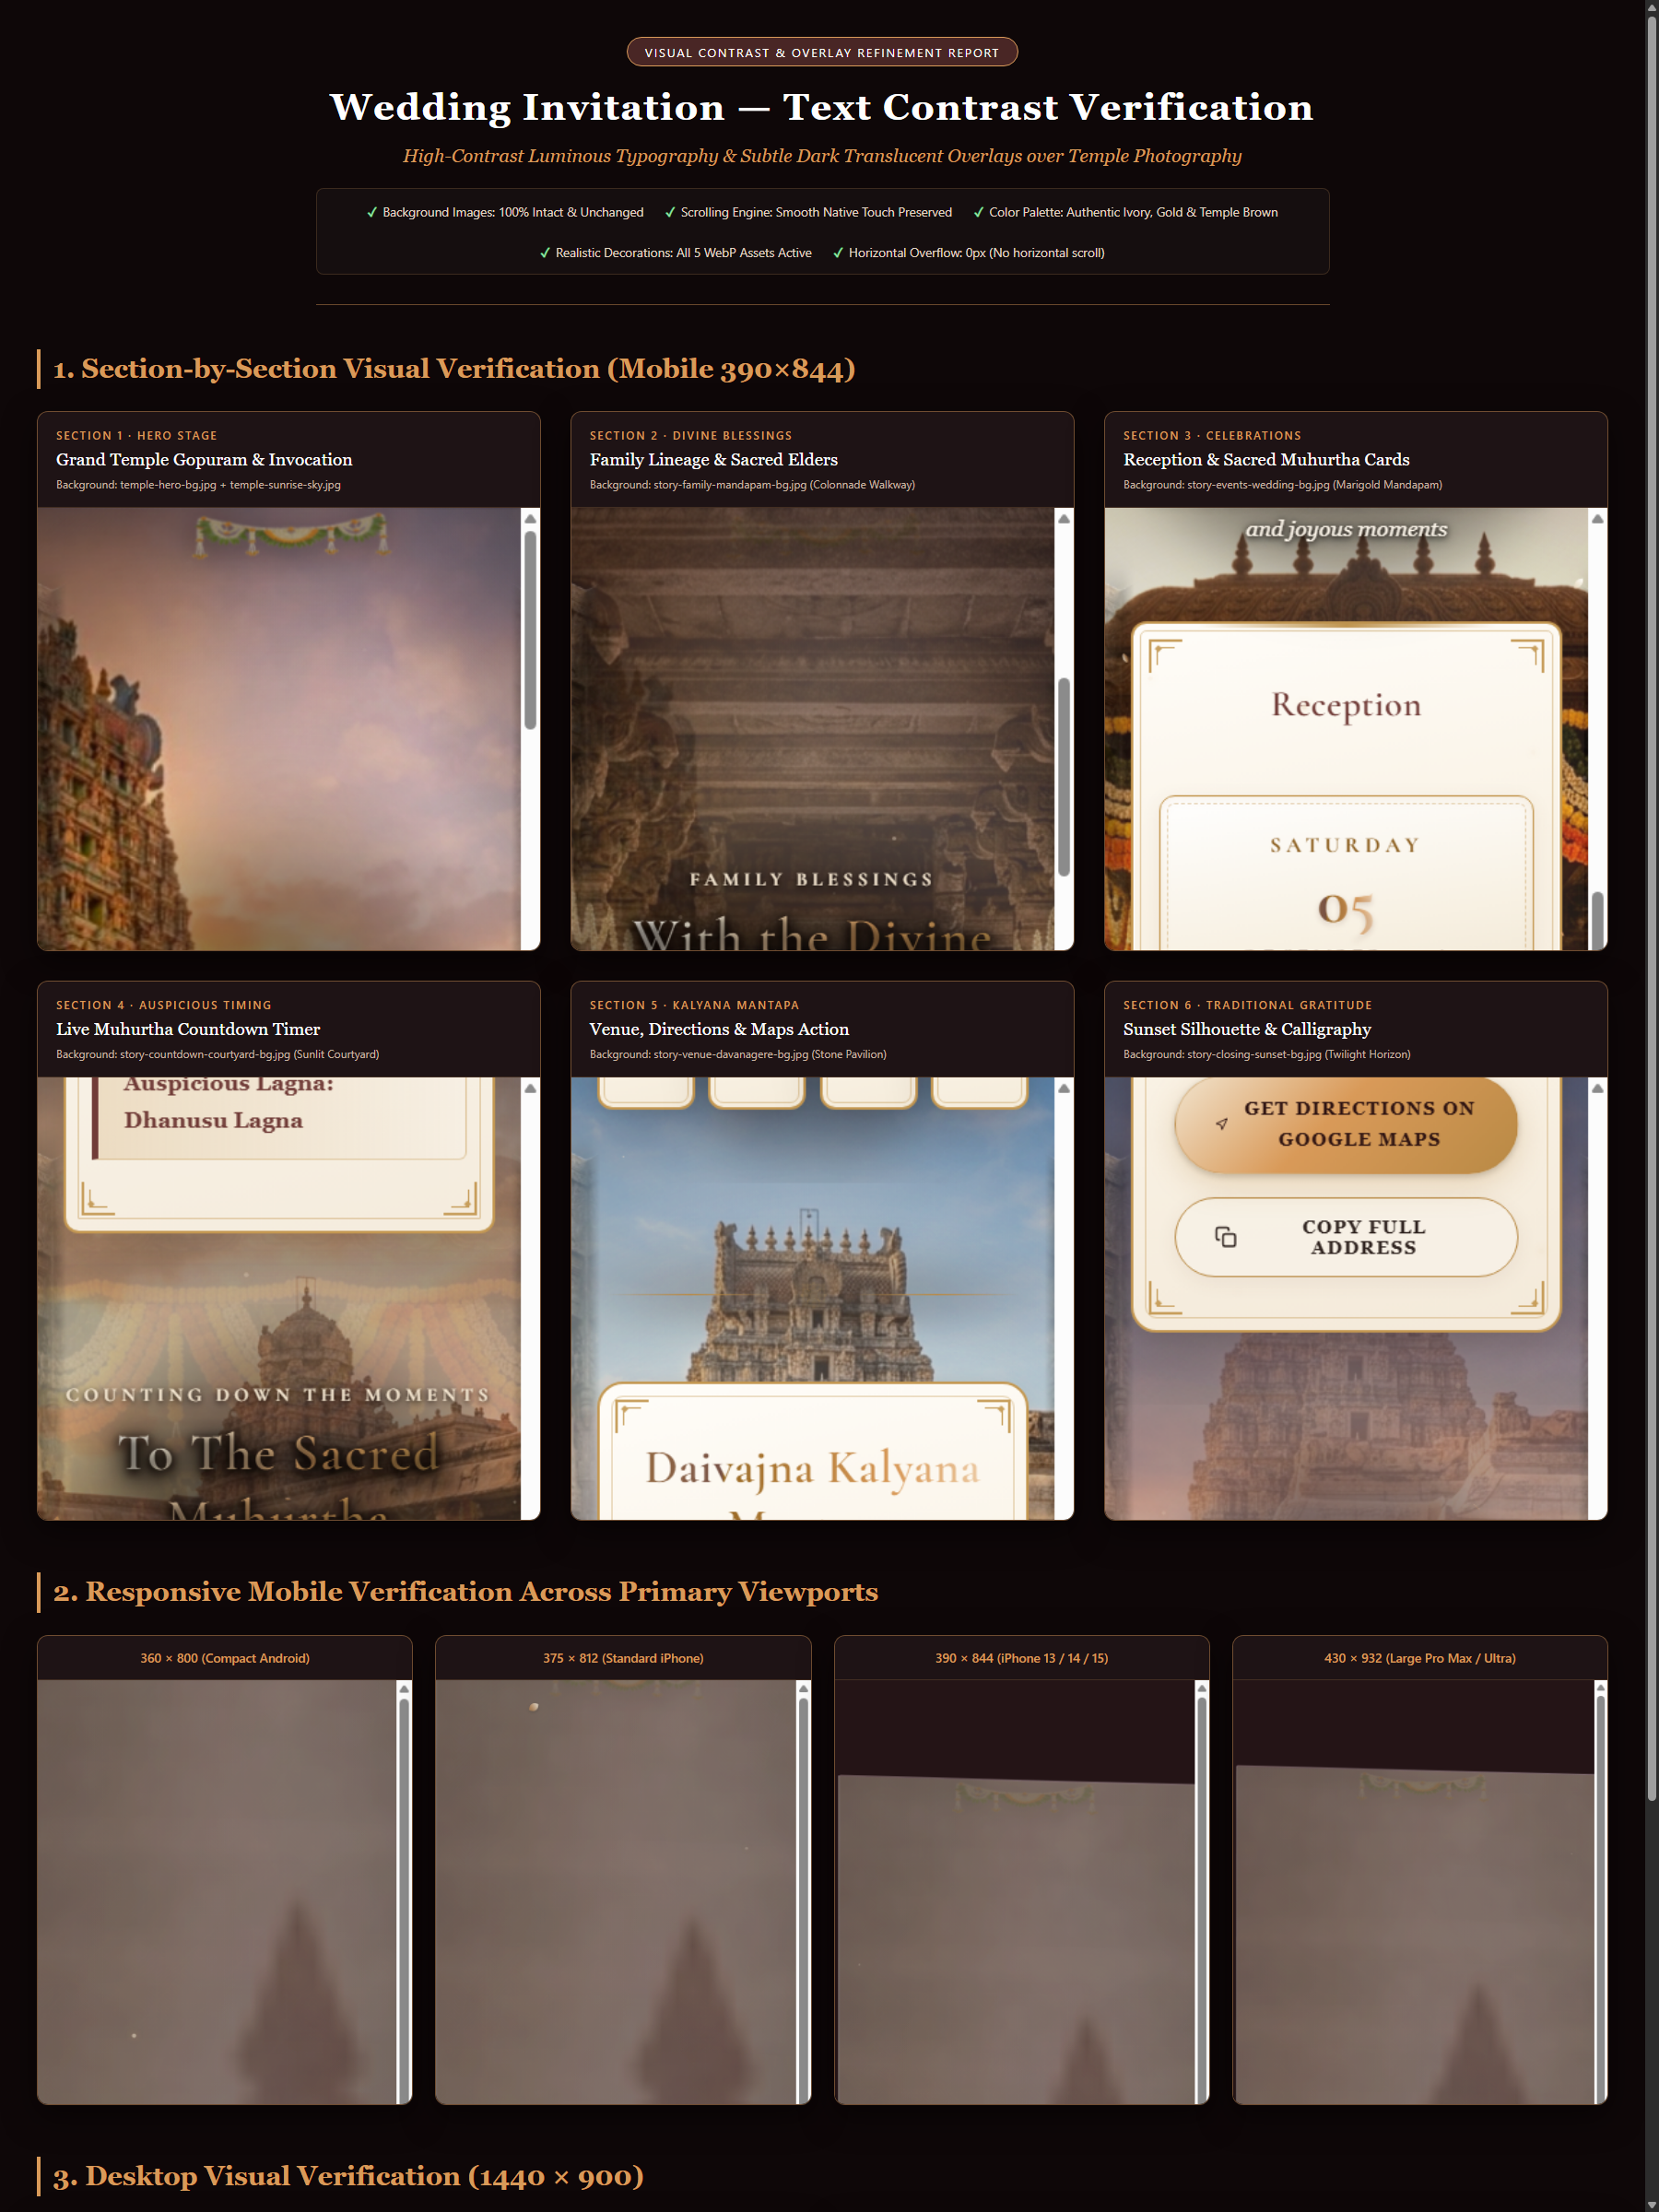 VISUAL CONTRAST & OVERLAY REFINEMENT REPORT
Wedding Invitation — Text Contrast Verification
High-Contrast Luminous Typography & Subtle Dark Translucent Overlays over Temple Photography
✓ Background Images: 100% Intact & Unchanged ✓ Scrolling Engine: Smooth Native Touch Preserved ✓ Color Palette: Authentic Ivory, Gold & Temple Brown
✓ Realistic Decorations: All 5 WebP Assets Active ✓ Horizontal Overflow: 0px (No horizontal scroll)
1. Section-by-Section Visual Verification (Mobile 390×844)
SECTION 1 · HERO STAGE
Grand Temple Gopuram & Invocation
Background: temple-hero-bg.jpg + temple-sunrise-sky.jpg
SECTION 2 · DIVINE BLESSINGS
Family Lineage & Sacred Elders
Background: story-family-mandapam-bg.jpg (Colonnade Walkway)
FAMILY BLESSINGS
With the Divine
SECTION 3 · CELEBRATIONS
Reception & Sacred Muhurtha Cards
Background: story-events-wedding-bg.jpg (Marigold Mandapam)
and joyous moments
Reception
SATURDAY
05
SECTION 4 · AUSPICIOUS TIMING
Live Muhurtha Countdown Timer
Background: story-countdown-courtyard-bg.jpg (Sunlit Courtyard)
Auspicious Lagna:
Dhanusu Lagna
COUNTING DOWN THE MOMENTS
To The Sacred
Muhurtha
SECTION 5 · KALYANA MANTAPA
Venue, Directions & Maps Action
Background: story-venue-davanagere-bg.jpg (Stone Pavilion)
Daivajna Kalyana
SECTION 6 · TRADITIONAL GRATITUDE
Sunset Silhouette & Calligraphy
Background: story-closing-sunset-bg.jpg (Twilight Horizon)
GET DIRECTIONS ON
GOOGLE MAPS
COPY FULL
ADDRESS
2. Responsive Mobile Verification Across Primary Viewports
360 × 800 (Compact Android)
375 × 812 (Standard iPhone)
390 × 844 (iPhone 13 / 14 / 15)
430 × 932 (Large Pro Max / Ultra)
3. Desktop Visual Verification (1440 × 900)